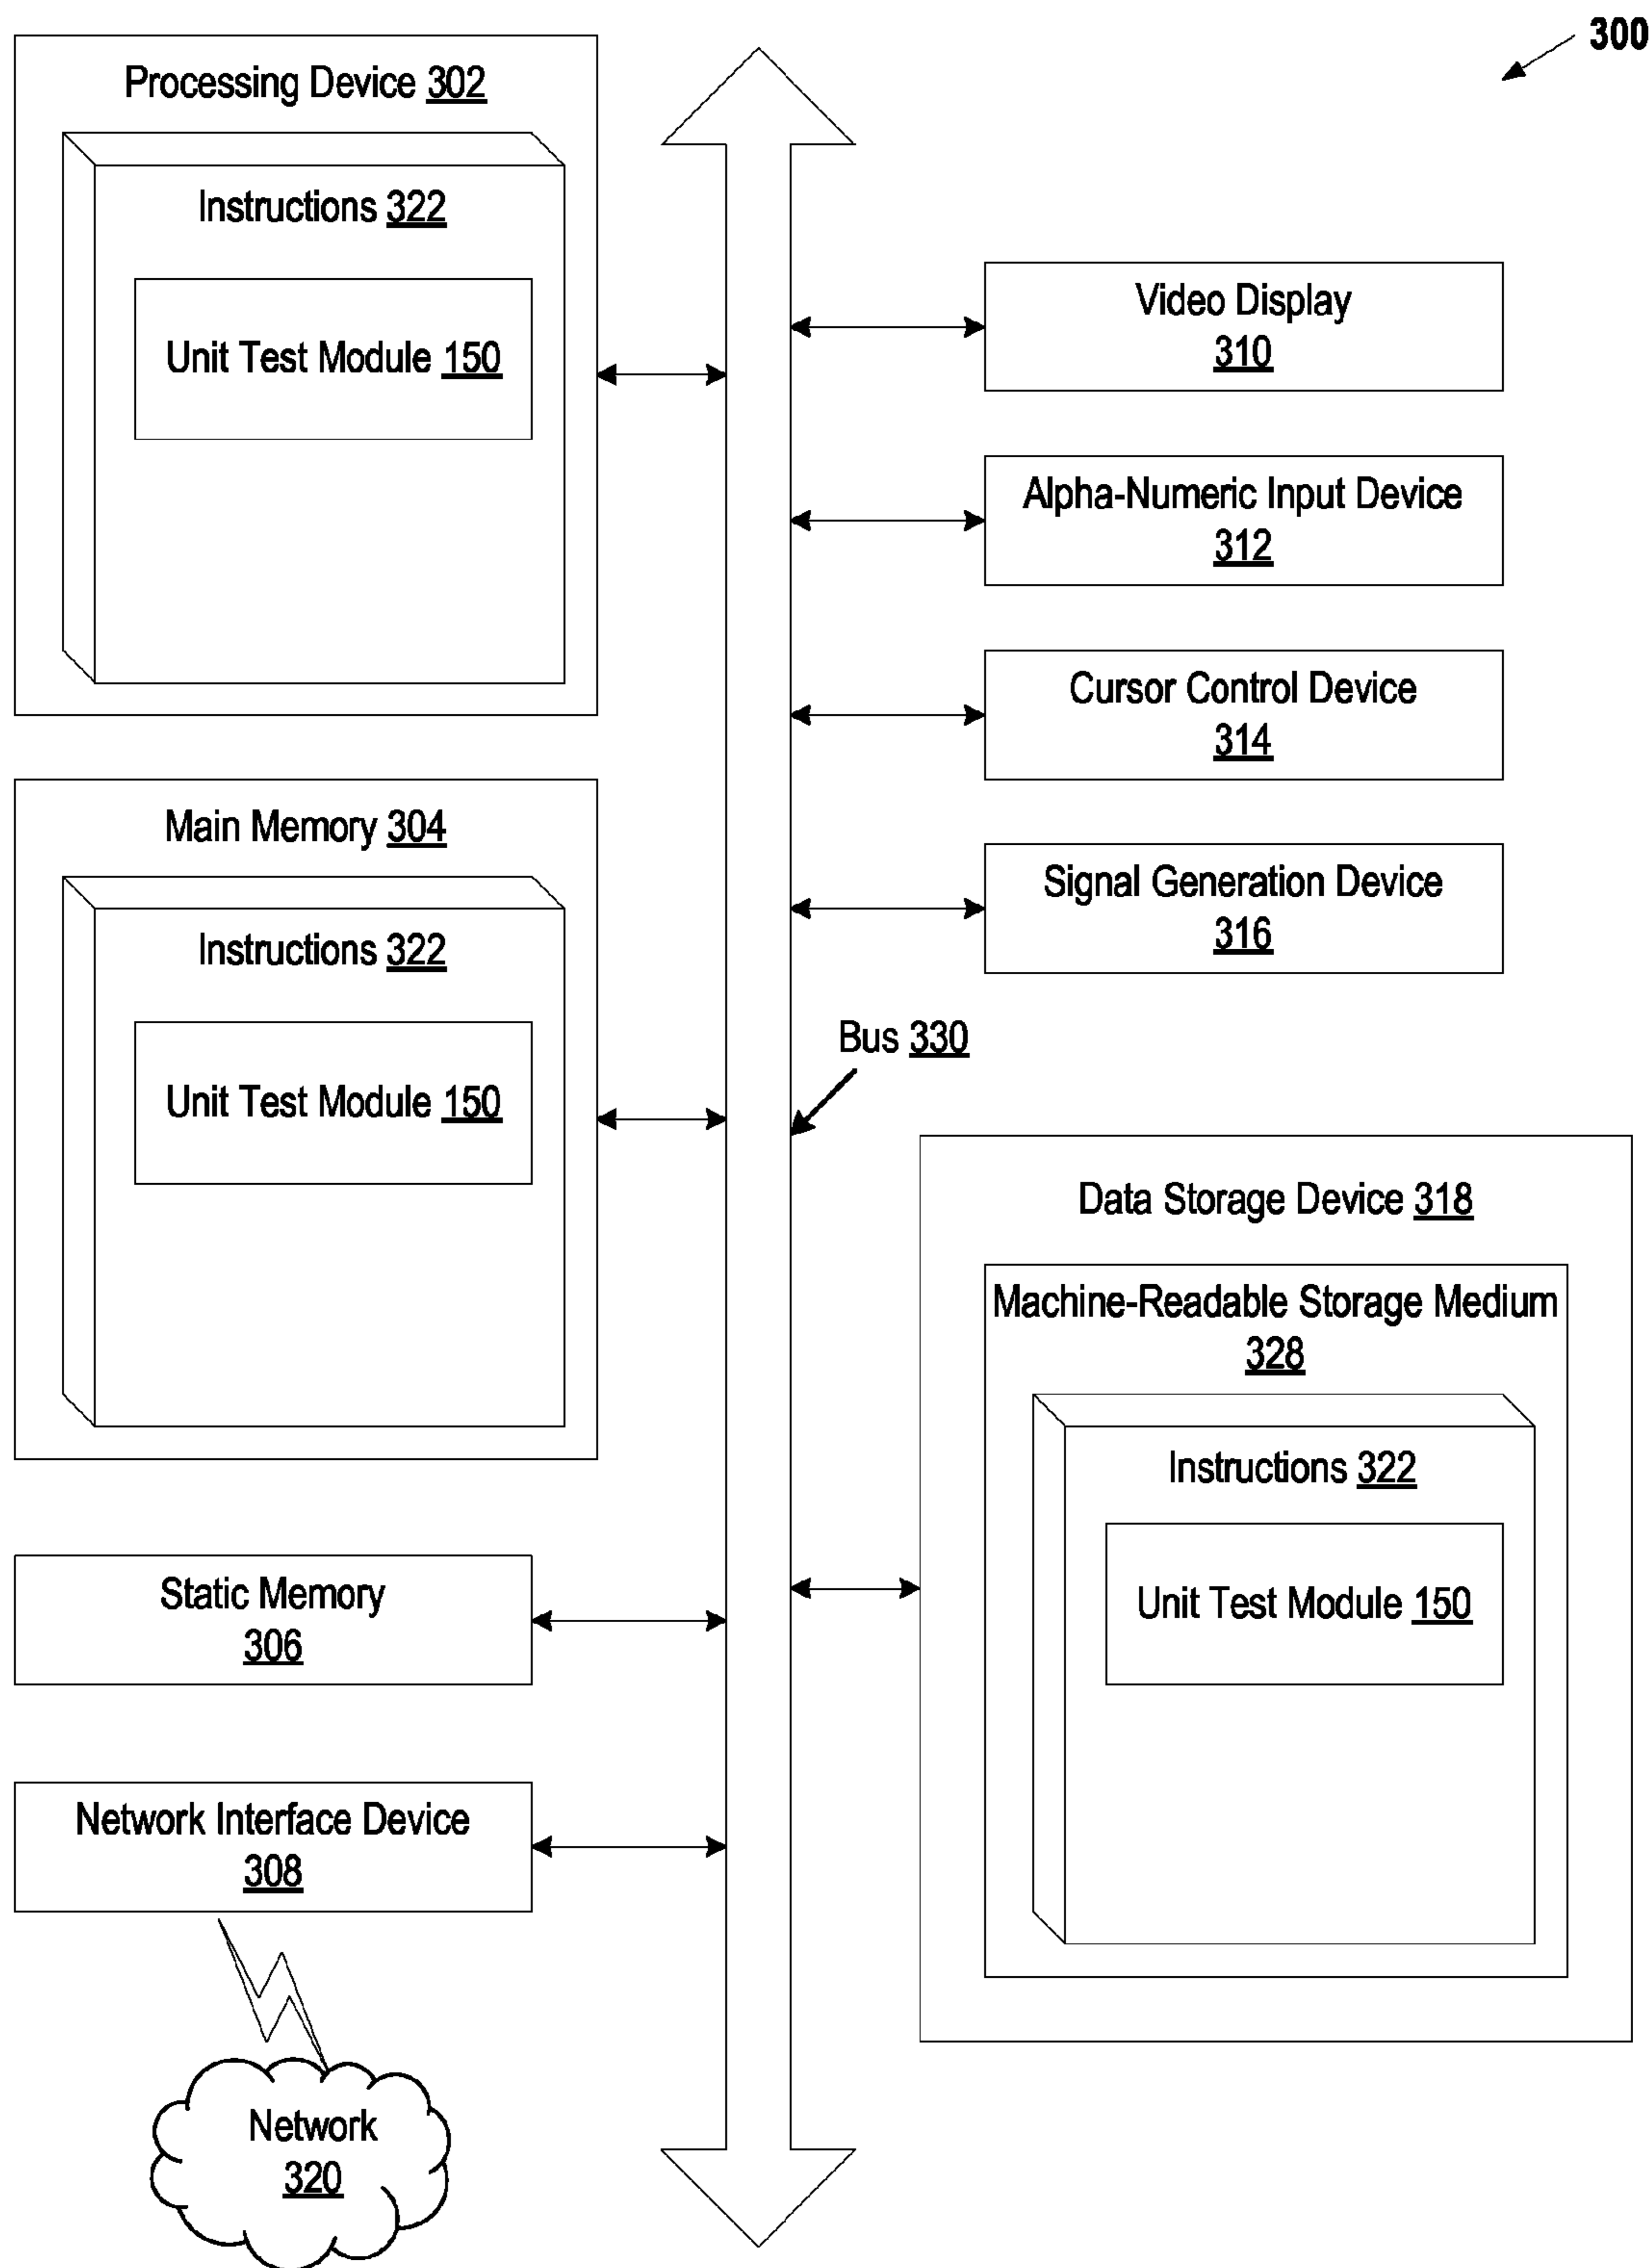 300
Processing Device 302
Instructions 322
Unit Test Module 150
Main Memory 304
Instructions 322
Unit Test Module 150
Static Memory
306
Network Interface Device
308
Network
320
Video Display
310
Alpha-Numeric Input Device
312
Cursor Control Device
314
Signal Generation Device
316
Bus 330
Data Storage Device 318
Machine-Readable Storage Medium
328
Instructions 322
Unit Test Module 150